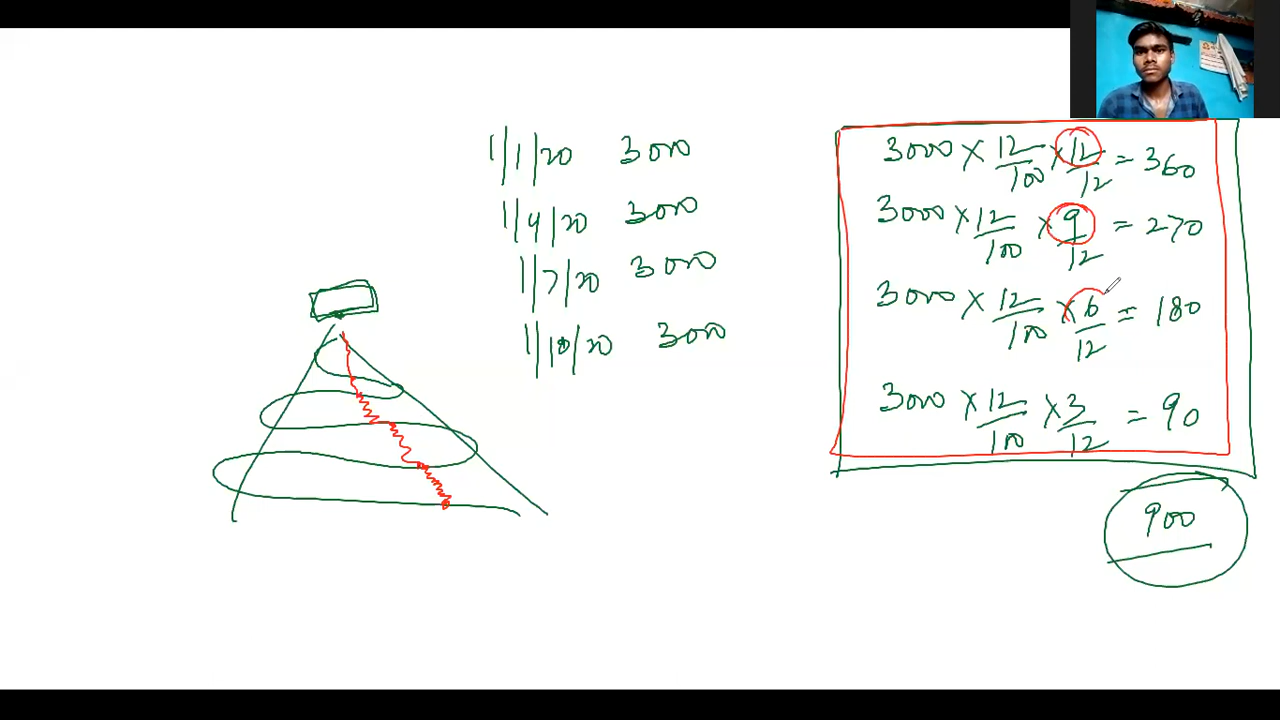 1/1/20 3000
1/4/20 3000
1/7/20 3000
1/10/20 3000
3000 × 12/100 × 12/12 = 360
3000 × 12/100 × 9/12 = 270
3000 × 12/100 × 6/12 = 180
3000 × 12/100 × 3/12 = 90
900